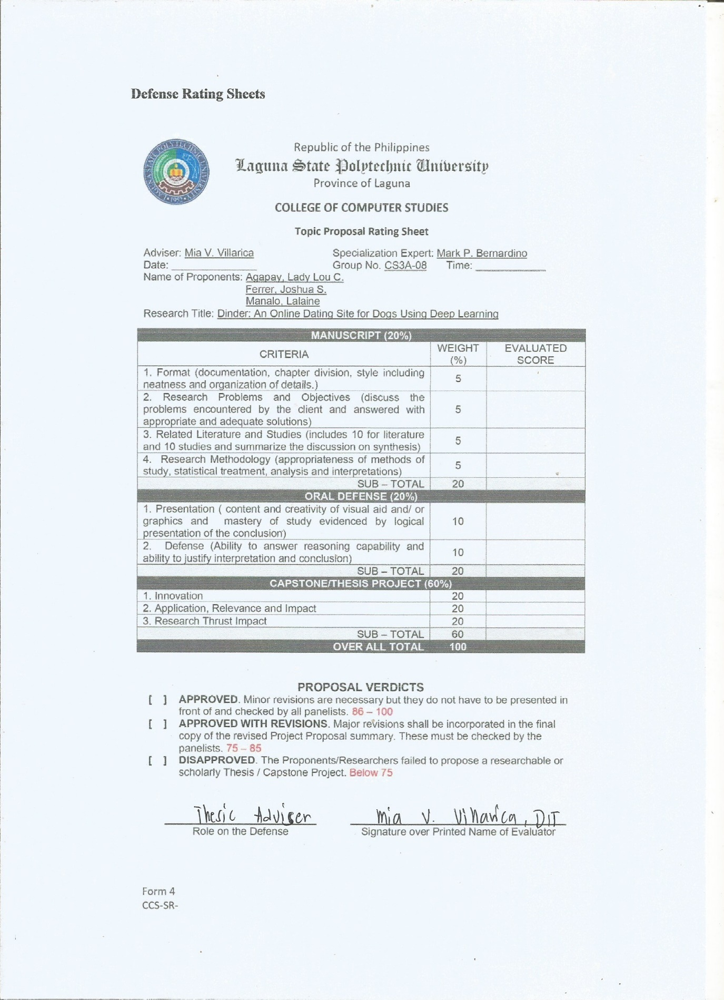 Defense Rating Sheets
LAGUNA STATE POLYTECHNIC UNIVERSITY
1952
Republic of the Philippines
Laguna State Polytechnic University
Province of Laguna
COLLEGE OF COMPUTER STUDIES
Topic Proposal Rating Sheet
Adviser: Mia V. Villarica Specialization Expert: Mark P. Bernardino
Date: Group No. CS3A-08 Time:
Name of Proponents: Agapay, Lady Lou C.
Ferrer, Joshua S.
Manalo, Lalaine
Research Title: Dinder: An Online Dating Site for Dogs Using Deep Learning
MANUSCRIPT (20%)
CRITERIA WEIGHT (%) EVALUATED SCORE
1. Format (documentation, chapter division, style including
neatness and organization of details.) 5
2. Research Problems and Objectives (discuss the
problems encountered by the client and answered with 5
appropriate and adequate solutions)
3. Related Literature and Studies (includes 10 for literature
and 10 studies and summarize the discussion on synthesis) 5
4. Research Methodology (appropriateness of methods of
study, statistical treatment, analysis and interpretations) 5
SUB – TOTAL 20
ORAL DEFENSE (20%)
1. Presentation ( content and creativity of visual aid and/ or
graphics and mastery of study evidenced by logical 10
presentation of the conclusion)
2. Defense (Ability to answer reasoning capability and
ability to justify interpretation and conclusion) 10
SUB – TOTAL 20
CAPSTONE/THESIS PROJECT (60%)
1. Innovation 20
2. Application, Relevance and Impact 20
3. Research Thrust Impact 20
SUB – TOTAL 60
OVER ALL TOTAL 100
PROPOSAL VERDICTS
[ ] APPROVED. Minor revisions are necessary but they do not have to be presented in
front of and checked by all panelists. 86 – 100
[ ] APPROVED WITH REVISIONS. Major revisions shall be incorporated in the final
copy of the revised Project Proposal summary. These must be checked by the
panelists. 75 – 85
[ ] DISAPPROVED. The Proponents/Researchers failed to propose a researchable or
scholarly Thesis / Capstone Project. Below 75
Thesic Adviser Mia V. Villarica, DIT
Role on the Defense Signature over Printed Name of Evaluator
Form 4
CCS-SR-